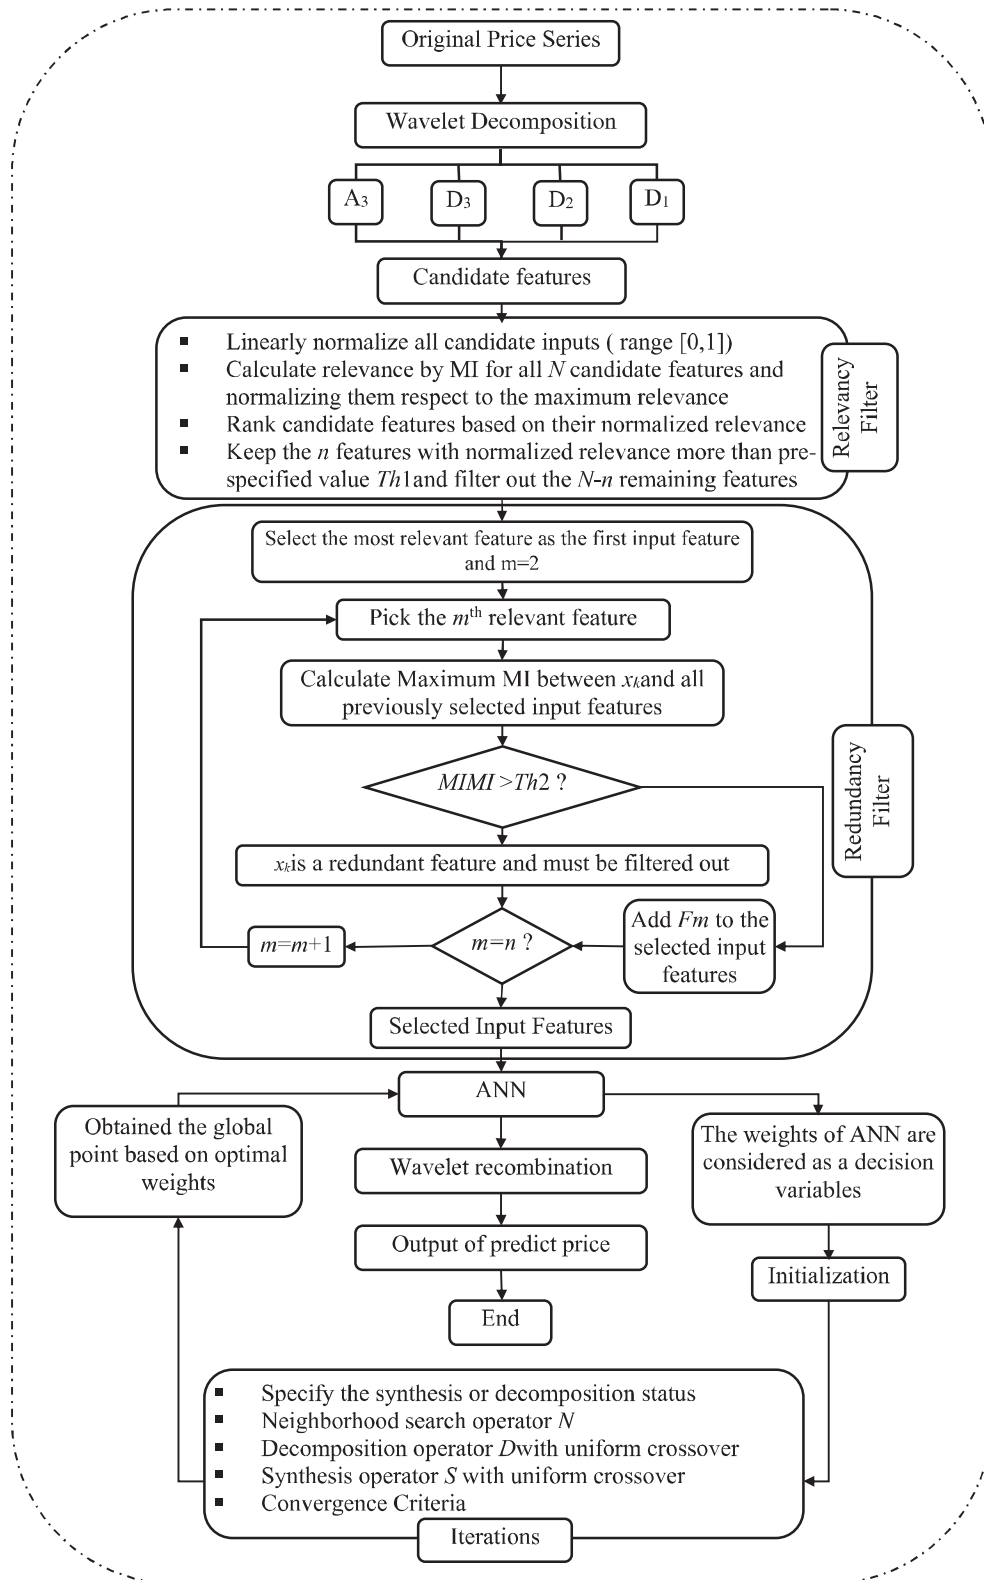 Original Price Series
Wavelet Decomposition
A3
D3
D2
D1
Candidate features
▪ Linearly normalize all candidate inputs ( range [0,1])
▪ Calculate relevance by MI for all N candidate features and
normalizing them respect to the maximum relevance
▪ Rank candidate features based on their normalized relevance
▪ Keep the n features with normalized relevance more than pre-
specified value Th1and filter out the N-n remaining features
Relevancy
Filter
Select the most relevant feature as the first input feature
and m=2
Pick the mth relevant feature
Calculate Maximum MI between xkand all
previously selected input features
MIMI >Th2 ?
Redundancy
Filter
xkis a redundant feature and must be filtered out
m=m+1
m=n ?
Add Fm to the
selected input
features
Selected Input Features
ANN
Obtained the global
point based on optimal
weights
Wavelet recombination
The weights of ANN are
considered as a decision
variables
Output of predict price
Initialization
End
▪ Specify the synthesis or decomposition status
▪ Neighborhood search operator N
▪ Decomposition operator Dwith uniform crossover
▪ Synthesis operator S with uniform crossover
▪ Convergence Criteria
Iterations